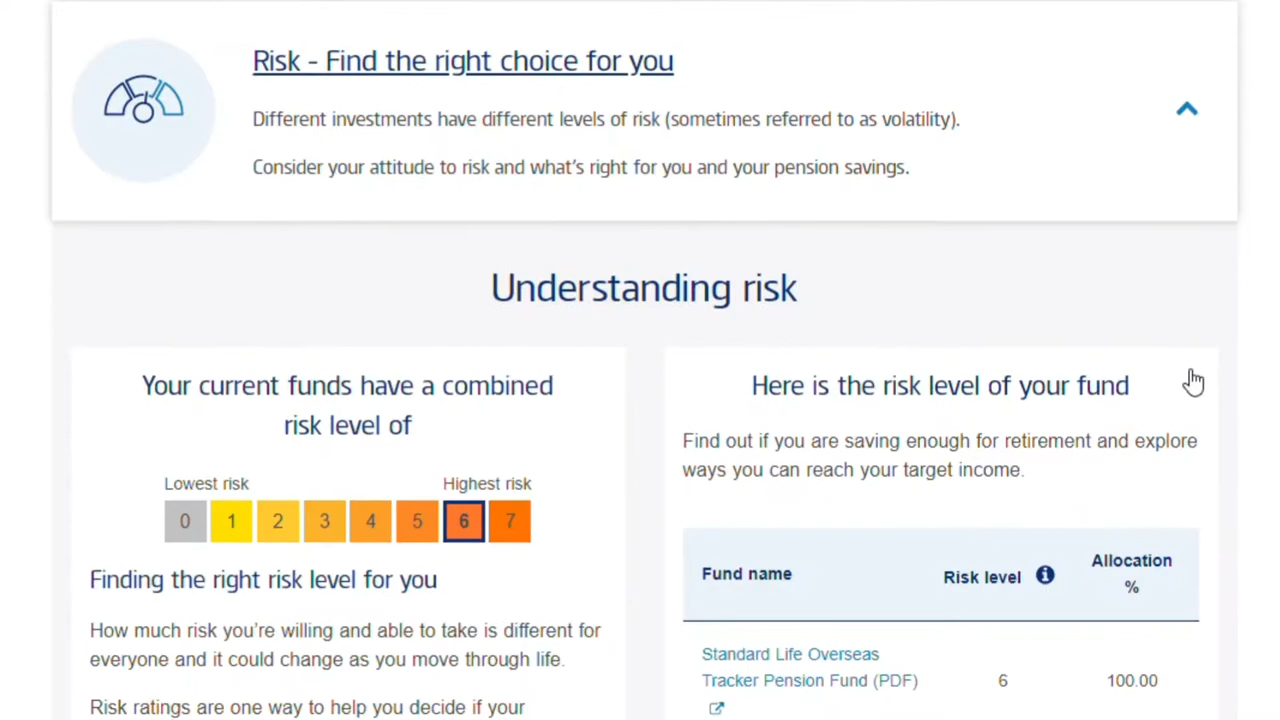 Risk - Find the right choice for you
Different investments have different levels of risk (sometimes referred to as volatility).
Consider your attitude to risk and what's right for you and your pension savings.
Understanding risk
Your current funds have a combined
risk level of
Lowest risk Highest risk
0 1 2 3 4 5 6 7
Finding the right risk level for you
How much risk you're willing and able to take is different for
everyone and it could change as you move through life.
Risk ratings are one way to help you decide if your
Here is the risk level of your fund
Find out if you are saving enough for retirement and explore
ways you can reach your target income.
Fund name Risk level Allocation
%
Standard Life Overseas
Tracker Pension Fund (PDF) 6 100.00